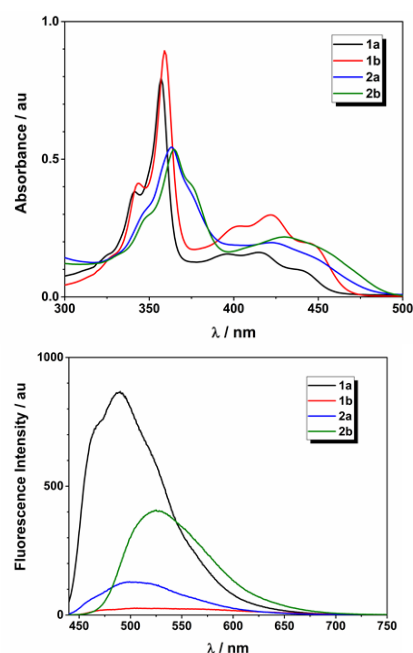 1.0
0.5
0.0
Absorbance / au
1a
1b
2a
2b
300 350 400 450 500
λ / nm
1000
500
0
Fluorescence Intensity / au
1a
1b
2a
2b
450 500 550 600 650 700 750
λ / nm